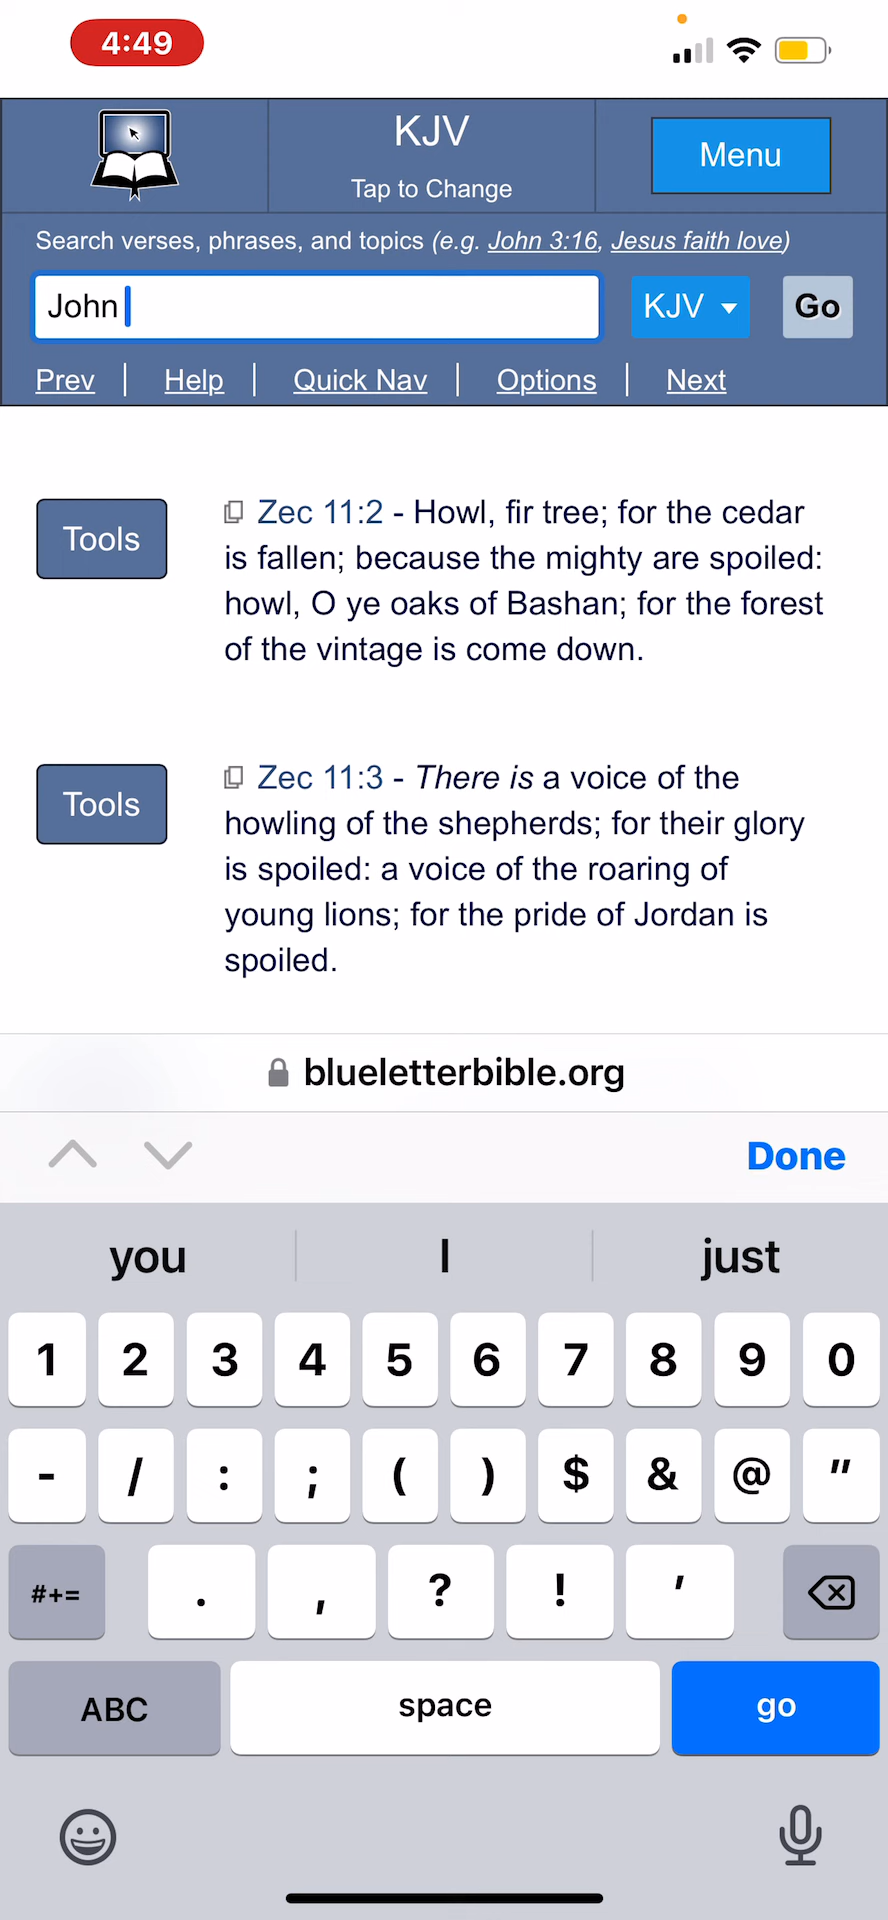 4:49
KJV
Tap to Change
Menu
Search verses, phrases, and topics (e.g. John 3:16, Jesus faith love)
John
KJV
Go
Prev | Help | Quick Nav | Options | Next
Tools
Zec 11:2 - Howl, fir tree; for the cedar
is fallen; because the mighty are spoiled:
howl, O ye oaks of Bashan; for the forest
of the vintage is come down.
Tools
Zec 11:3 - There is a voice of the
howling of the shepherds; for their glory
is spoiled: a voice of the roaring of
young lions; for the pride of Jordan is
spoiled.
blueletterbible.org
Done
you I just
1 2 3 4 5 6 7 8 9 0
- / : ; ( ) $ & @ "
#+= . , ? ! '
ABC space go